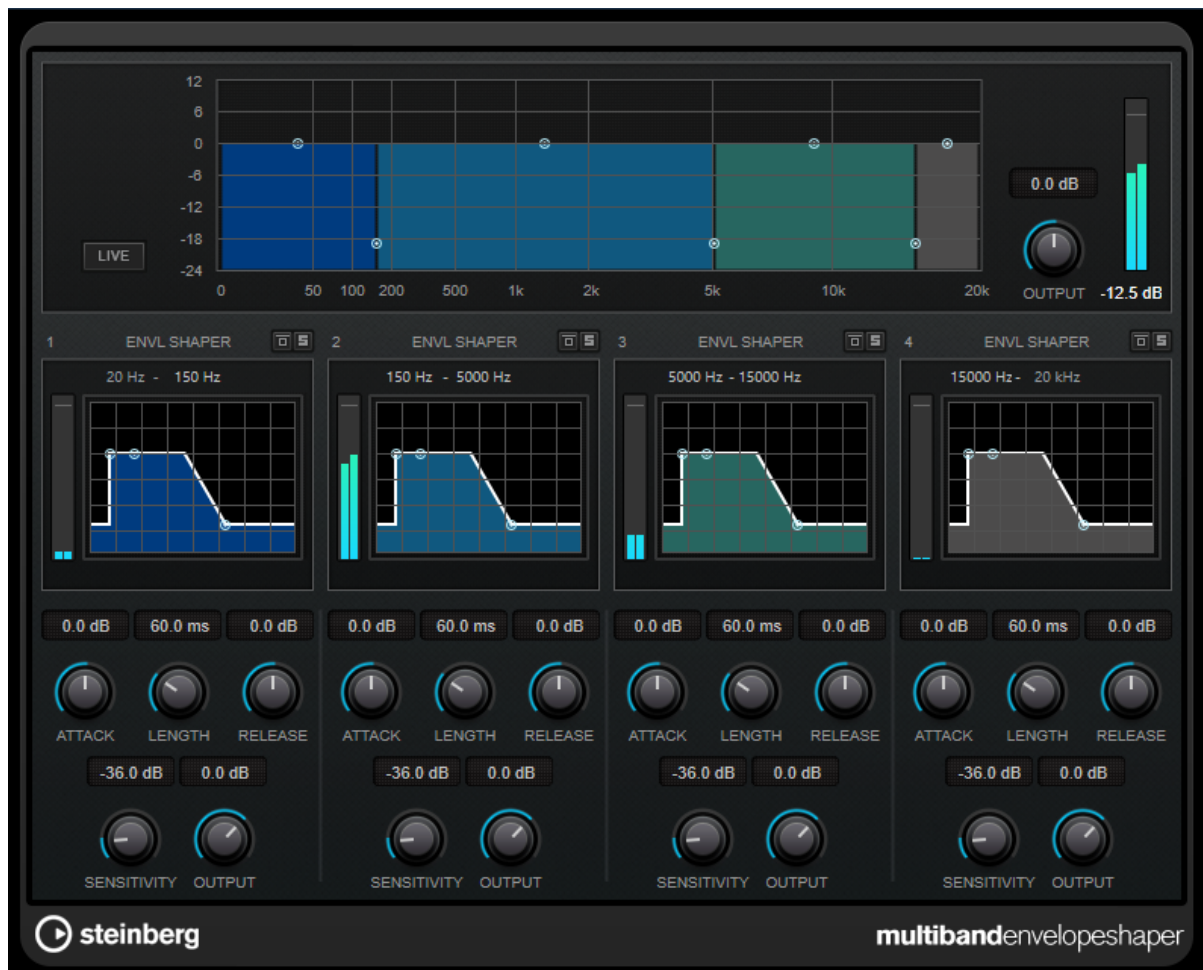 12
6
0
-6
-12
-18
-24
LIVE
0 50 100 200 500 1k 2k 5k 10k 20k
0.0 dB
OUTPUT -12.5 dB
1 ENVL SHAPER S
2 ENVL SHAPER S
3 ENVL SHAPER S
4 ENVL SHAPER S
20 Hz - 150 Hz
150 Hz - 5000 Hz
5000 Hz - 15000 Hz
15000 Hz - 20 kHz
0.0 dB 60.0 ms 0.0 dB 0.0 dB 60.0 ms 0.0 dB 0.0 dB 60.0 ms 0.0 dB 0.0 dB 60.0 ms 0.0 dB
ATTACK LENGTH RELEASE ATTACK LENGTH RELEASE ATTACK LENGTH RELEASE ATTACK LENGTH RELEASE
-36.0 dB 0.0 dB -36.0 dB 0.0 dB -36.0 dB 0.0 dB -36.0 dB 0.0 dB
SENSITIVITY OUTPUT SENSITIVITY OUTPUT SENSITIVITY OUTPUT SENSITIVITY OUTPUT
steinberg
multibandenvelopeshaper